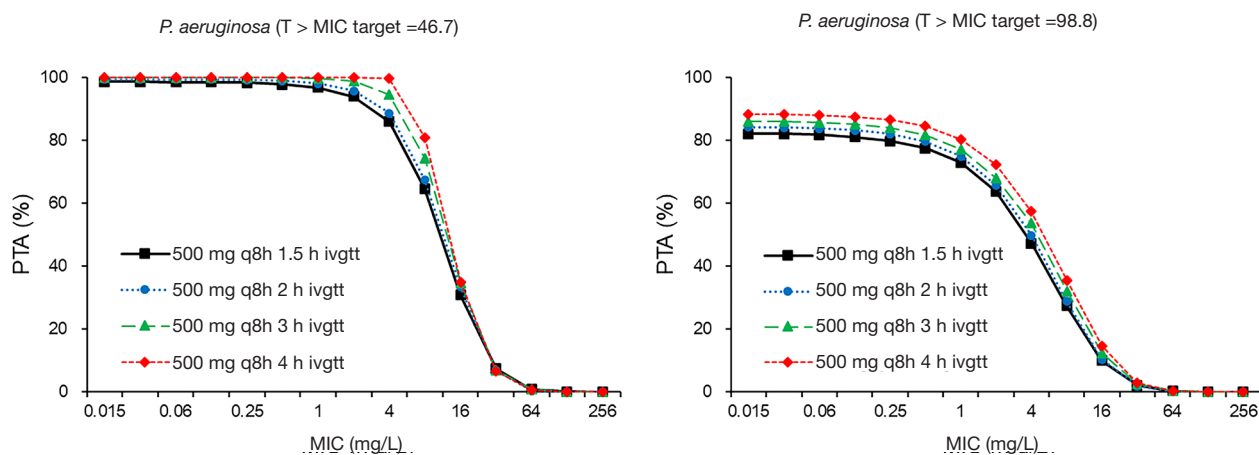 P. aeruginosa (T > MIC target =46.7)
100
80
60
40
20
0
PTA (%)
500 mg q8h 1.5 h ivgtt
500 mg q8h 2 h ivgtt
500 mg q8h 3 h ivgtt
500 mg q8h 4 h ivgtt
0.015 0.06 0.25 1 4 16 64 256
MIC (mg/L)
P. aeruginosa (T > MIC target =98.8)
100
80
60
40
20
0
PTA (%)
500 mg q8h 1.5 h ivgtt
500 mg q8h 2 h ivgtt
500 mg q8h 3 h ivgtt
500 mg q8h 4 h ivgtt
0.015 0.06 0.25 1 4 16 64 256
MIC (mg/L)